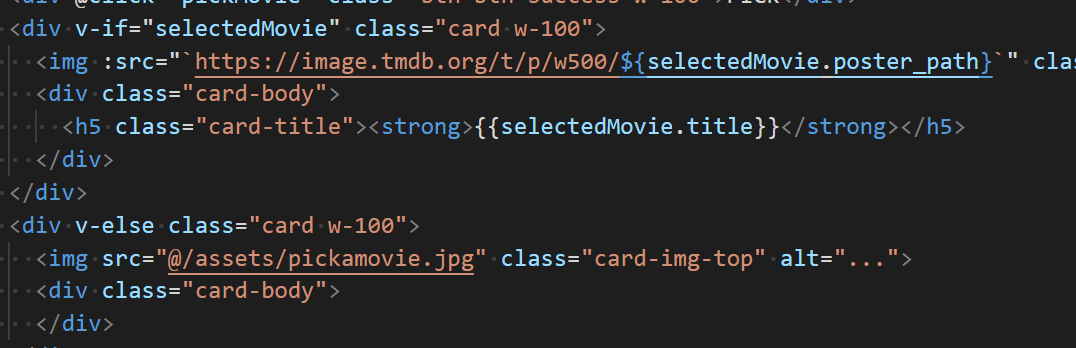 <div v-if="selectedMovie" class="card w-100">
<img :src="`https://image.tmdb.org/t/p/w500/${selectedMovie.poster_path}`"
<div class="card-body">
<h5 class="card-title"><strong>{{selectedMovie.title}}</strong></h5>
</div>
</div>
<div v-else class="card w-100">
<img src="@/assets/pickamovie.jpg" class="card-img-top" alt="...">
<div class="card-body">
</div>